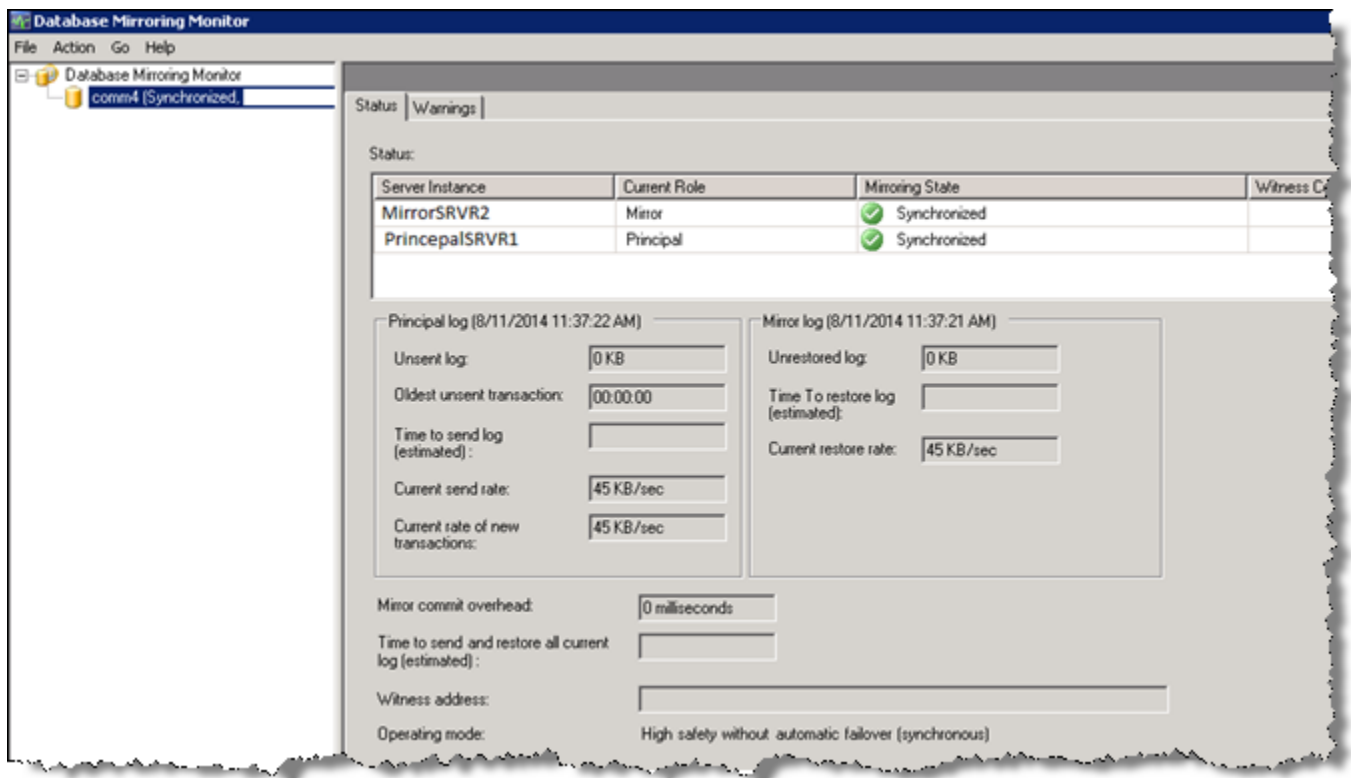 Database Mirroring Monitor
File Action Go Help
Database Mirroring Monitor
comm4 (Synchronized,
Status Warnings
Status:
Server Instance Current Role Mirroring State Witness
MirrorSRVR2 Mirror Synchronized
PrincepalSRVR1 Principal Synchronized
Principal log (8/11/2014 11:37:22 AM) Mirror log (8/11/2014 11:37:21 AM)
Unsent log: 0 KB Unrestored log: 0 KB
Oldest unsent transaction: 00:00:00 Time To restore log
(estimated):
Time to send log
(estimated) :
Current restore rate: 45 KB/sec
Current send rate: 45 KB/sec
Current rate of new 45 KB/sec
transactions:
Mirror commit overhead: 0 milliseconds
Time to send and restore all current
log (estimated) :
Witness address:
Operating mode: High safety without automatic failover (synchronous)